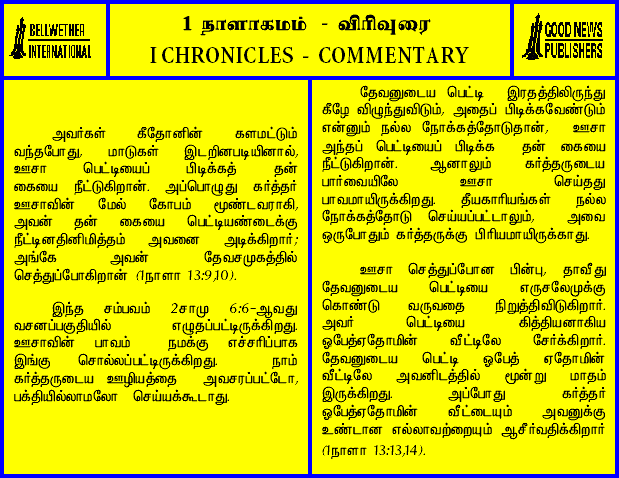 BELLWETHER
INTERNATIONAL
1 நாளாகமம் - விரிவுரை
I CHRONICLES - COMMENTARY
GOOD NEWS
PUBLISHERS
அவர்கள் கீதோனின் களமட்டும்
வந்தபோது, மாடுகள் இடறினபடியினால்,
ஊசா பெட்டியைப் பிடிக்கத் தன்
கையை நீட்டுகிறான். அப்பொழுது கர்த்தர்
ஊசாவின் மேல் கோபம் மூண்டவராகி,
அவன் தன் கையை பெட்டியண்டைக்கு
நீட்டினதினிமித்தம் அவனை அடிக்கிறார்;
அங்கே அவன் தேவசமுகத்தில்
செத்துப்போகிறான் (1நாளா 13:9,10).
இந்த சம்பவம் 2சாமு 6:6-ஆவது
வசனப்பகுதியில் எழுதப்பட்டிருக்கிறது.
ஊசாவின் பாவம் நமக்கு எச்சரிப்பாக
இங்கு சொல்லப்பட்டிருக்கிறது. நாம்
கர்த்தருடைய ஊழியத்தை அவசரப்பட்டோ,
பக்தியில்லாமலோ செய்யக்கூடாது.
தேவனுடைய பெட்டி இரதத்திலிருந்து
கீழே விழுந்துவிடும், அதைப் பிடிக்கவேண்டும்
என்னும் நல்ல நோக்கத்தோடுதான், ஊசா
அந்தப் பெட்டியைப் பிடிக்க தன் கையை
நீட்டுகிறான். ஆனாலும் கர்த்தருடைய
பார்வையிலே ஊசா செய்தது
பாவமாயிருக்கிறது. தீயகாரியங்கள் நல்ல
நோக்கத்தோடு செய்யப்பட்டாலும், அவை
ஒருபோதும் கர்த்தருக்கு பிரியமாயிருக்காது.
ஊசா செத்துப்போன பின்பு, தாவீது
தேவனுடைய பெட்டியை எருசலேமுக்கு
கொண்டு வருவதை நிறுத்திவிடுகிறார்.
அவர் பெட்டியை கித்தியனாகிய
ஓபேத்ஏதோமின் வீட்டிலே சேர்க்கிறார்.
தேவனுடைய பெட்டி ஓபேத் ஏதோமின்
வீட்டிலே அவனிடத்தில் மூன்று மாதம்
இருக்கிறது. அப்போது கர்த்தர்
ஓபேத்ஏதோமின் வீட்டையும் அவனுக்கு
உண்டான எல்லாவற்றையும் ஆசீர்வதிக்கிறார்
(1நாளா 13:13,14).